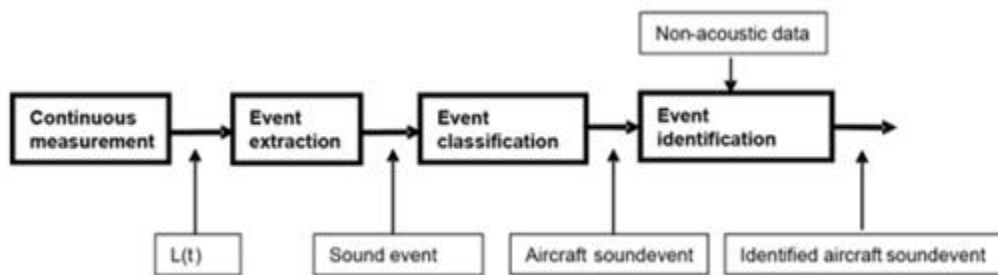 Non-acoustic data
Continuous
measurement
Event
extraction
Event
classification
Event
identification
L(t)
Sound event
Aircraft soundevent
Identified aircraft soundevent